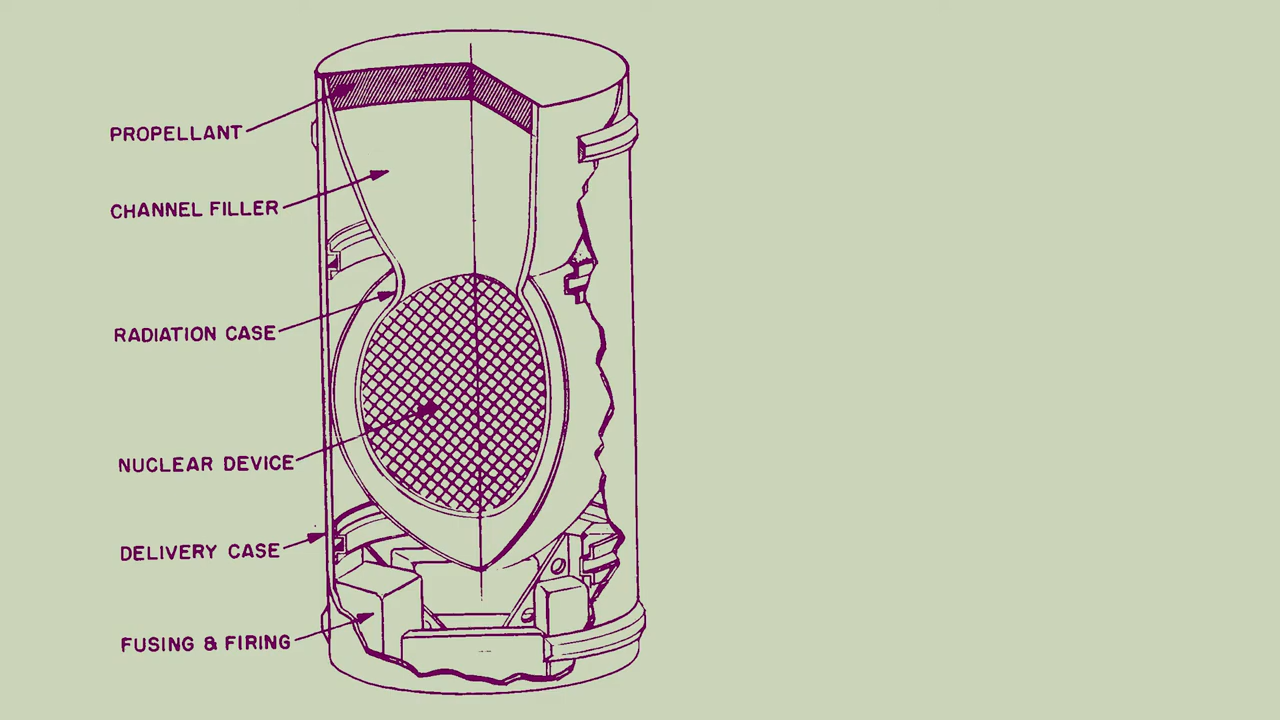 PROPELLANT
CHANNEL FILLER
RADIATION CASE
NUCLEAR DEVICE
DELIVERY CASE
FUSING & FIRING